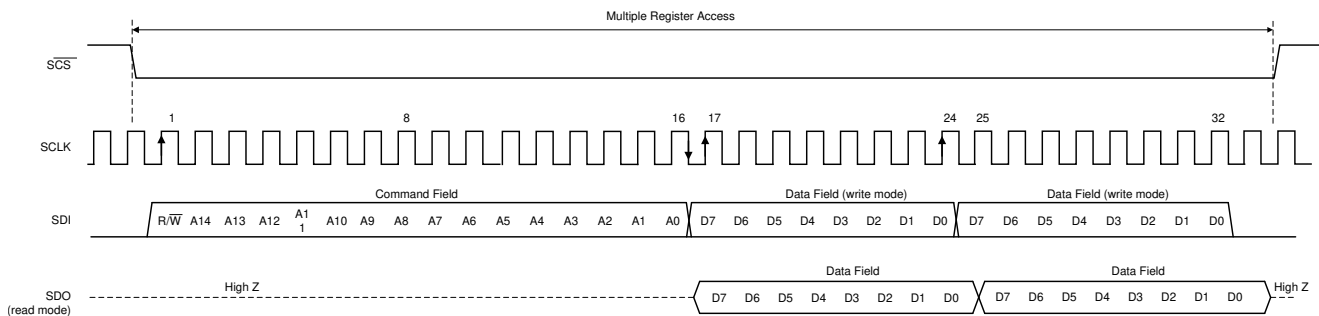 Multiple Register Access
SCS
1 8 16 17 24 25 32
SCLK
Command Field Data Field (write mode) Data Field (write mode)
SDI R/W A14 A13 A12 A1 A10 A9 A8 A7 A6 A5 A4 A3 A2 A1 A0 D7 D6 D5 D4 D3 D2 D1 D0 D7 D6 D5 D4 D3 D2 D1 D0
1
Data Field Data Field
High Z High Z
SDO D7 D6 D5 D4 D3 D2 D1 D0 D7 D6 D5 D4 D3 D2 D1 D0
(read mode)